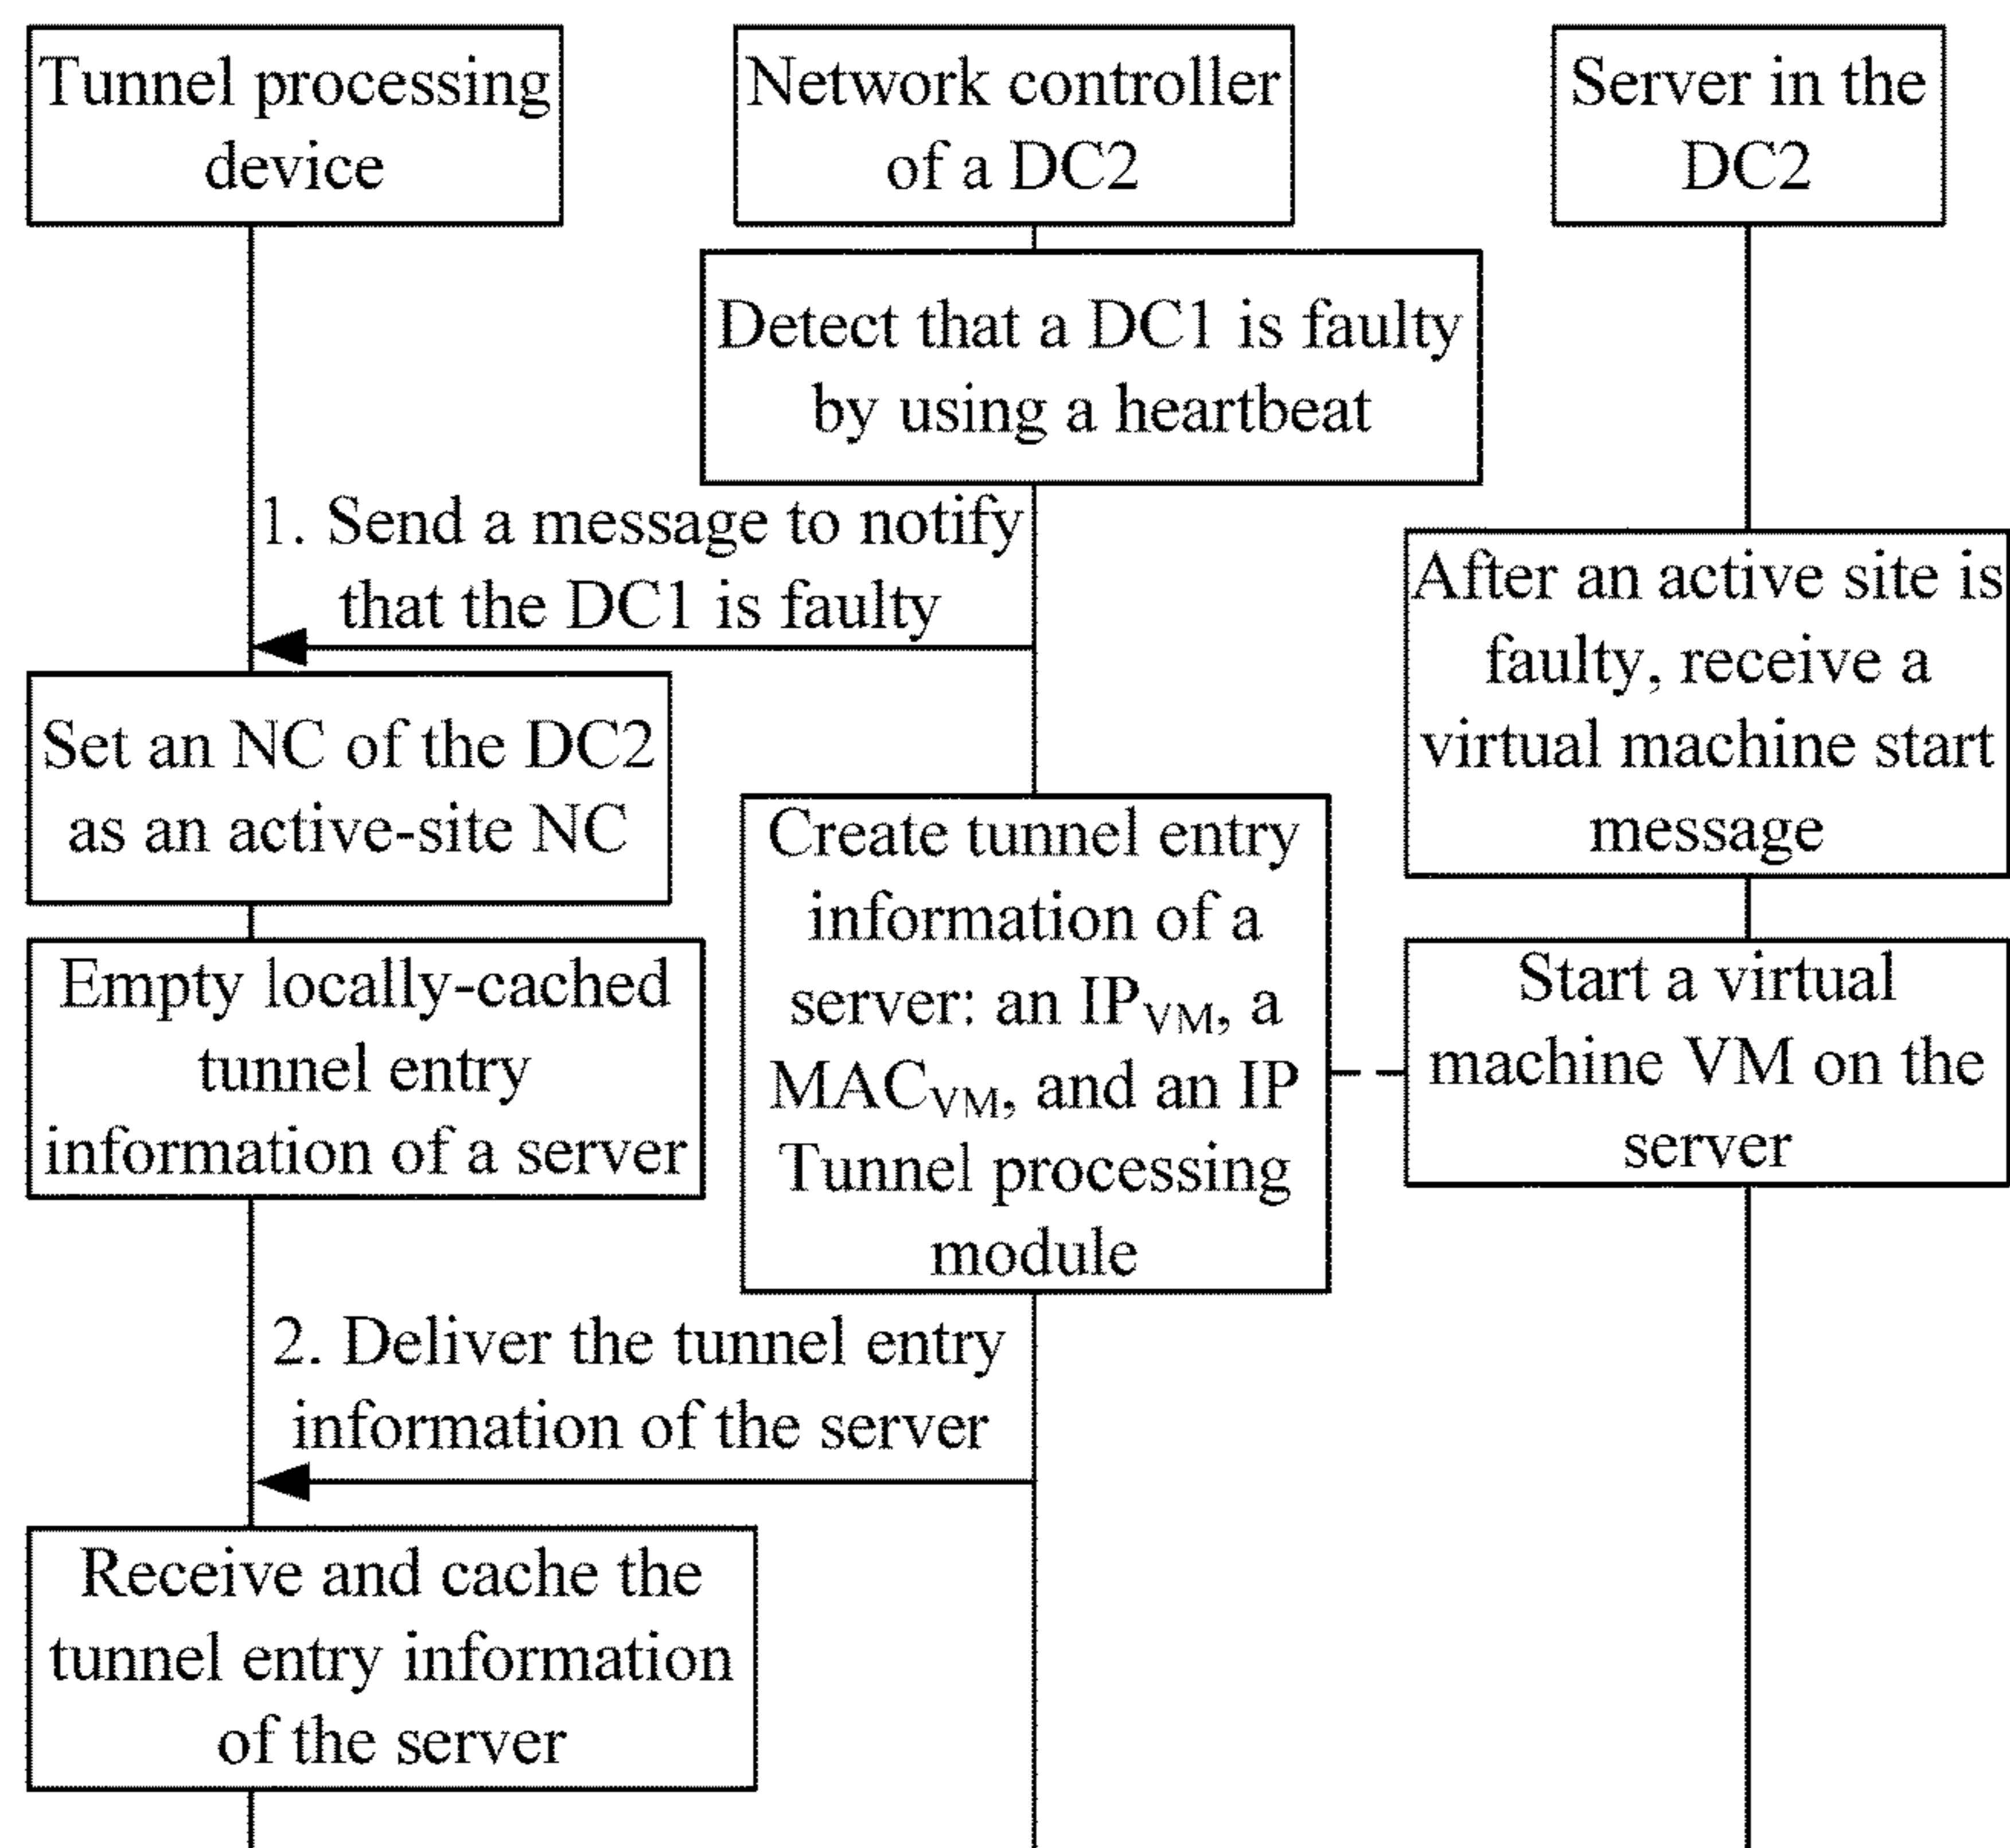 Tunnel processing
device
Network controller
of a DC2
Server in the
DC2
Detect that a DC1 is faulty
by using a heartbeat
1. Send a message to notify
that the DC1 is faulty
After an active site is
faulty, receive a
virtual machine start
message
Set an NC of the DC2
as an active-site NC
Create tunnel entry
information of a
server: an IPVM, a
MACVM, and an IP
Tunnel processing
module
Empty locally-cached
tunnel entry
information of a server
Start a virtual
machine VM on the
server
2. Deliver the tunnel entry
information of the server
Receive and cache the
tunnel entry information
of the server